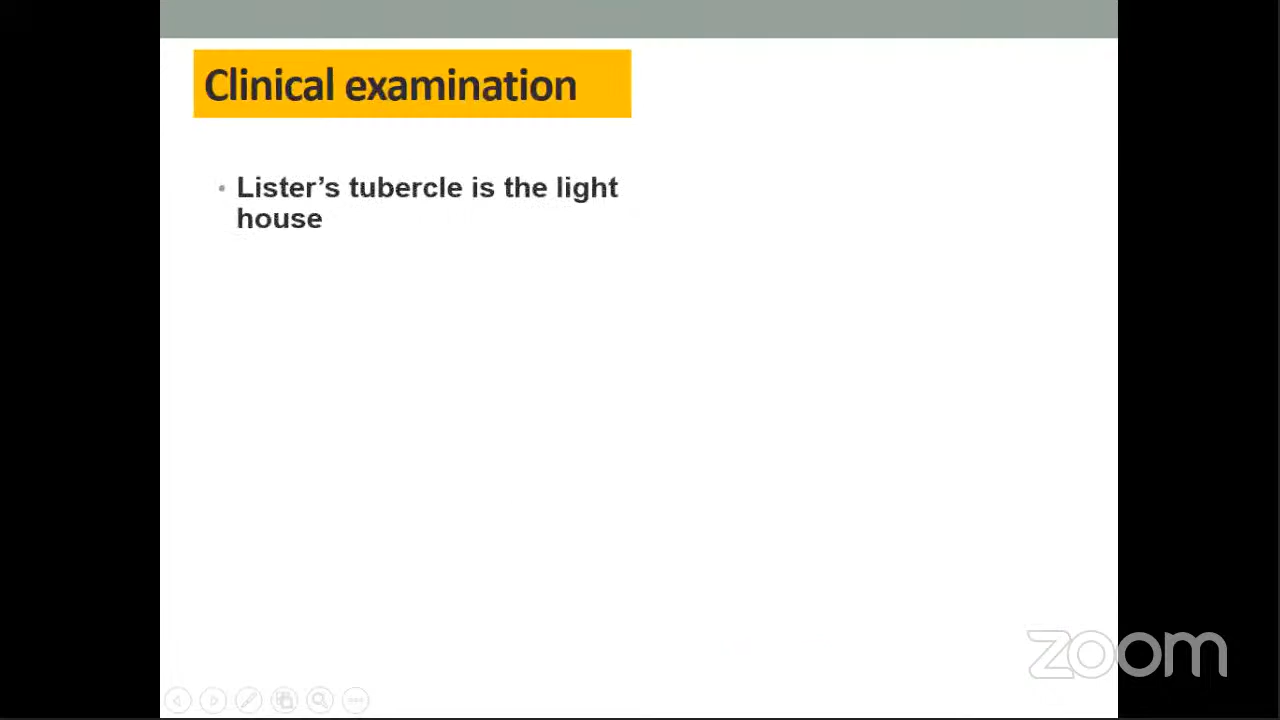 Clinical examination
• Lister's tubercle is the light
house
zoom